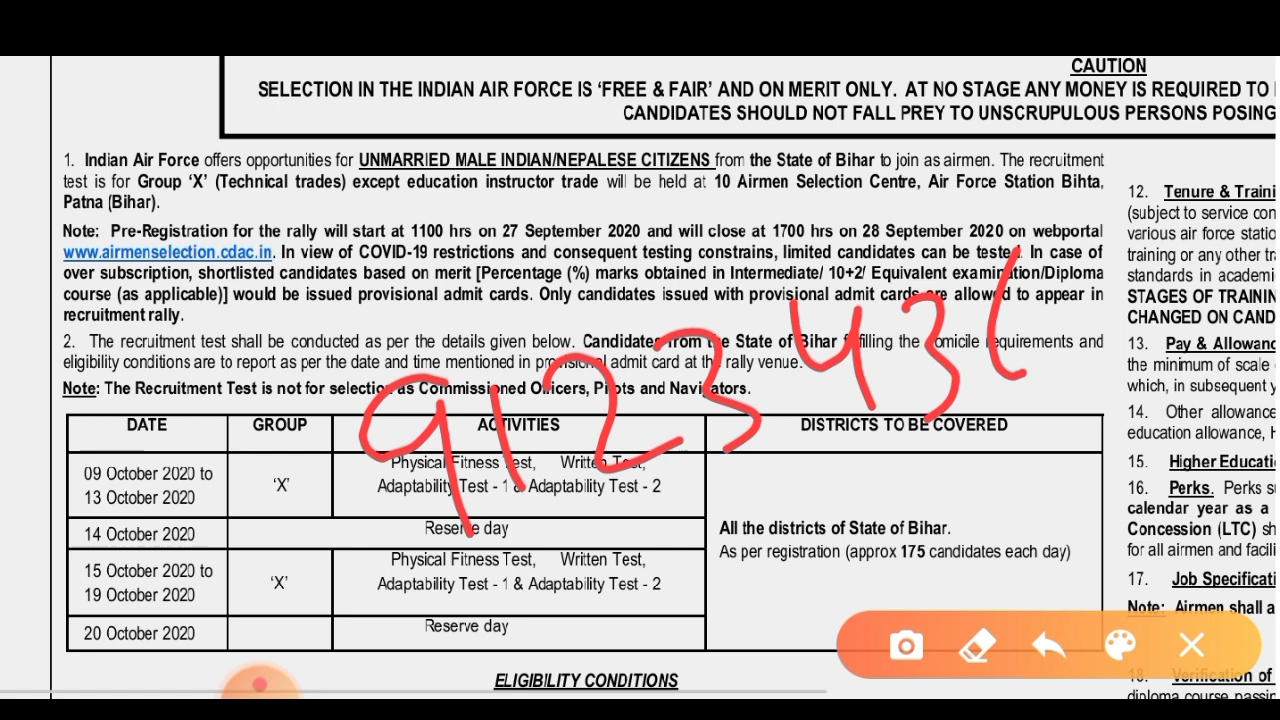 CAUTION
SELECTION IN THE INDIAN AIR FORCE IS ‘FREE & FAIR’ AND ON MERIT ONLY. AT NO STAGE ANY MONEY IS REQUIRED TO
CANDIDATES SHOULD NOT FALL PREY TO UNSCRUPULOUS PERSONS POSING
1. Indian Air Force offers opportunities for UNMARRIED MALE INDIAN/NEPALESE CITIZENS from the State of Bihar to join as airmen. The recruitment
test is for Group ‘X’ (Technical trades) except education instructor trade will be held at 10 Airmen Selection Centre, Air Force Station Bihta,
Patna (Bihar).
Note: Pre-Registration for the rally will start at 1100 hrs on 27 September 2020 and will close at 1700 hrs on 28 September 2020 on webportal
www.airmenselection.cdac.in. In view of COVID-19 restrictions and consequent testing constrains, limited candidates can be tested. In case of
over subscription, shortlisted candidates based on merit [Percentage (%) marks obtained in Intermediate/ 10+2/ Equivalent examination/Diploma
course (as applicable)] would be issued provisional admit cards. Only candidates issued with provisional admit cards are allowed to appear in
recruitment rally.
2. The recruitment test shall be conducted as per the details given below. Candidates from the State of Bihar fulfilling the domicile requirements and
eligibility conditions are to report as per the date and time mentioned in provisional admit card at the rally venue.
Note: The Recruitment Test is not for selection as Commissioned Officers, Pilots and Navigators.
9123436
DATE GROUP ACTIVITIES DISTRICTS TO BE COVERED
09 October 2020 to
13 October 2020
‘X’
Physical Fitness Test, Written Test,
Adaptability Test - 1 & Adaptability Test - 2
14 October 2020
Reserve day
15 October 2020 to
19 October 2020
‘X’
Physical Fitness Test, Written Test,
Adaptability Test - 1 & Adaptability Test - 2
20 October 2020
Reserve day
All the districts of State of Bihar.
As per registration (approx 175 candidates each day)
ELIGIBILITY CONDITIONS
12. Tenure & Traini
(subject to service con
various air force statio
training or any other tra
standards in academi
STAGES OF TRAININ
CHANGED ON CAND
13. Pay & Allowanc
the minimum of scale
which, in subsequent y
14. Other allowance
education allowance, H
15. Higher Educati
16. Perks. Perks su
calendar year as a
Concession (LTC) sh
for all airmen and facili
17. Job Specificati
Note: Airmen shall a
18. Verification of
diploma course passin